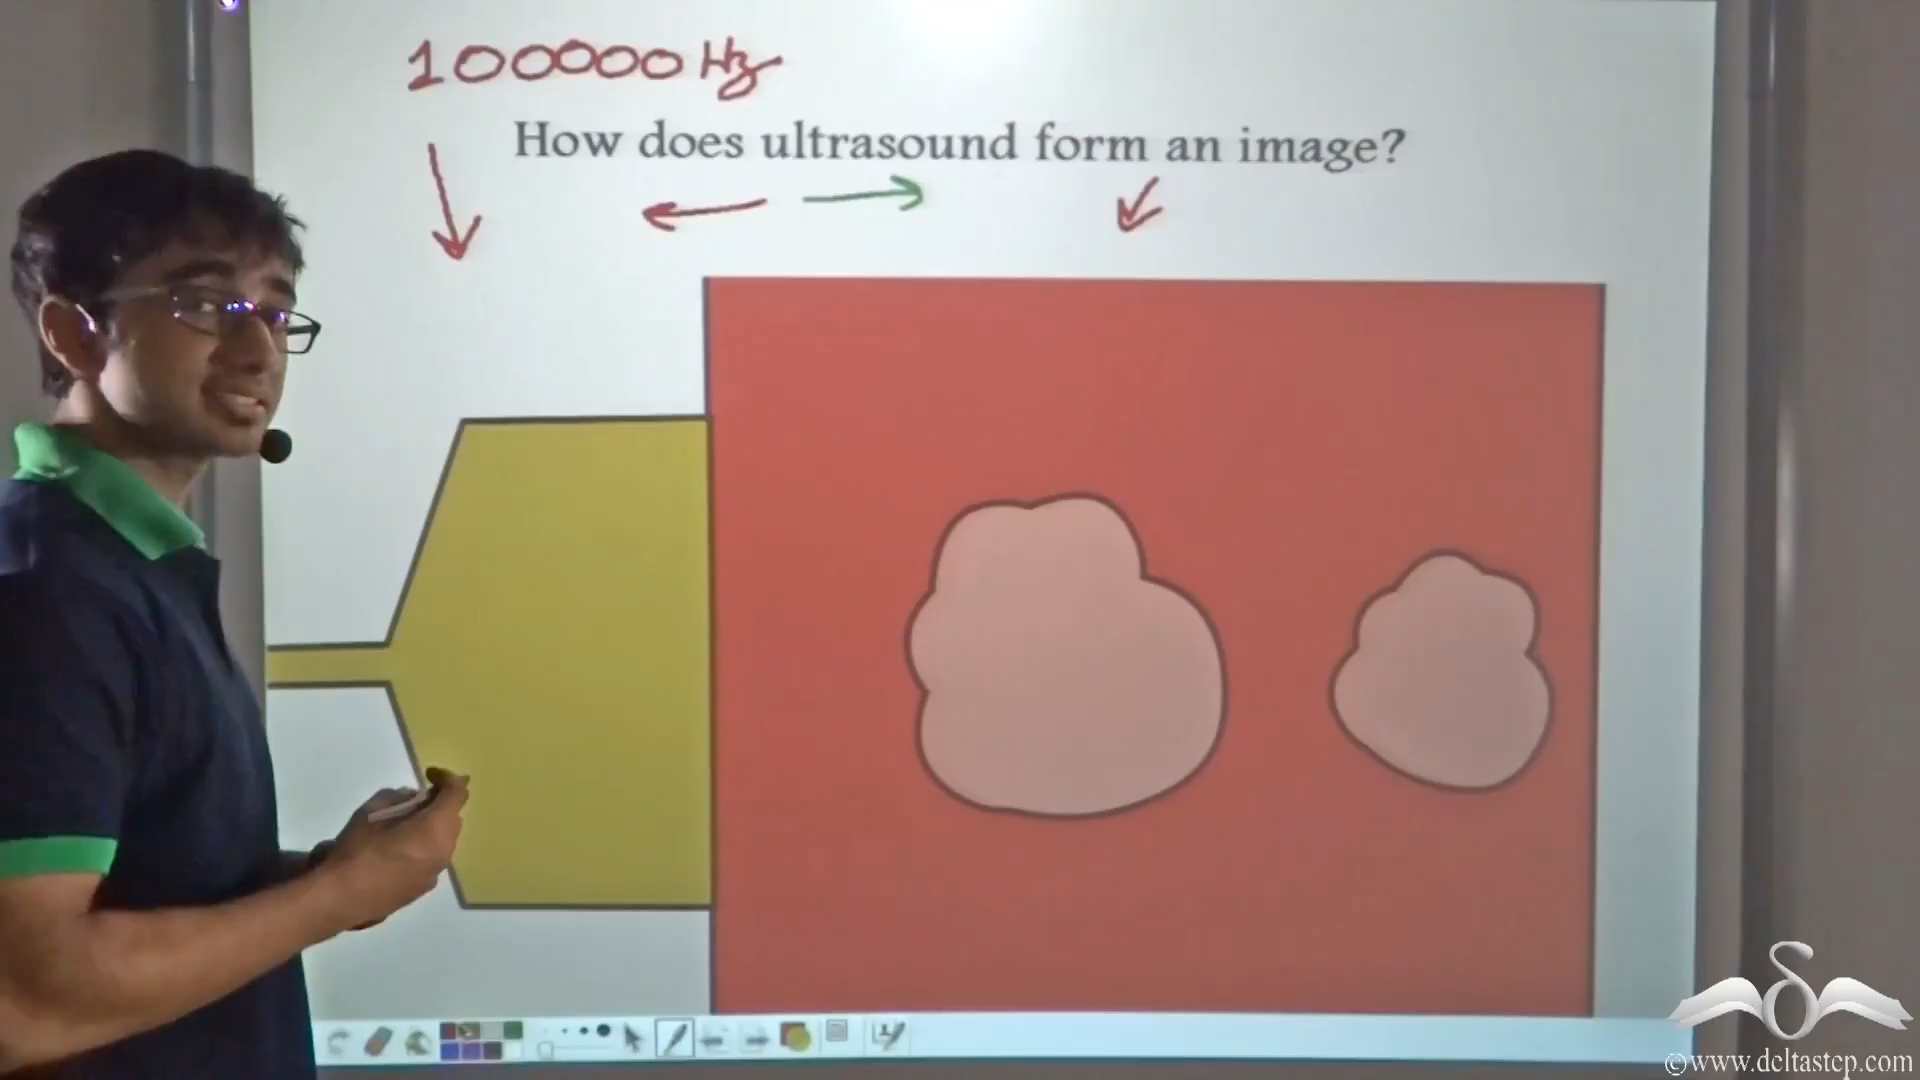 100000 Hz
How does ultrasound form an image?
©www.deltastep.com